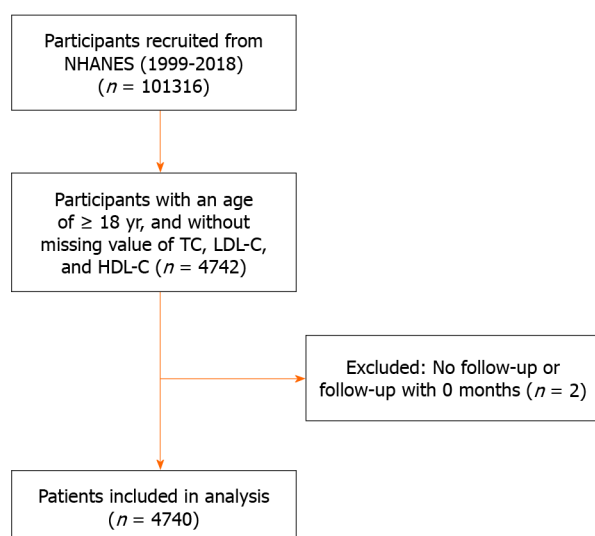 Participants recruited from
NHANES (1999-2018)
(n = 101316)
Participants with an age
of ≥ 18 yr, and without
missing value of TC, LDL-C,
and HDL-C (n = 4742)
Excluded: No follow-up or
follow-up with 0 months (n = 2)
Patients included in analysis
(n = 4740)